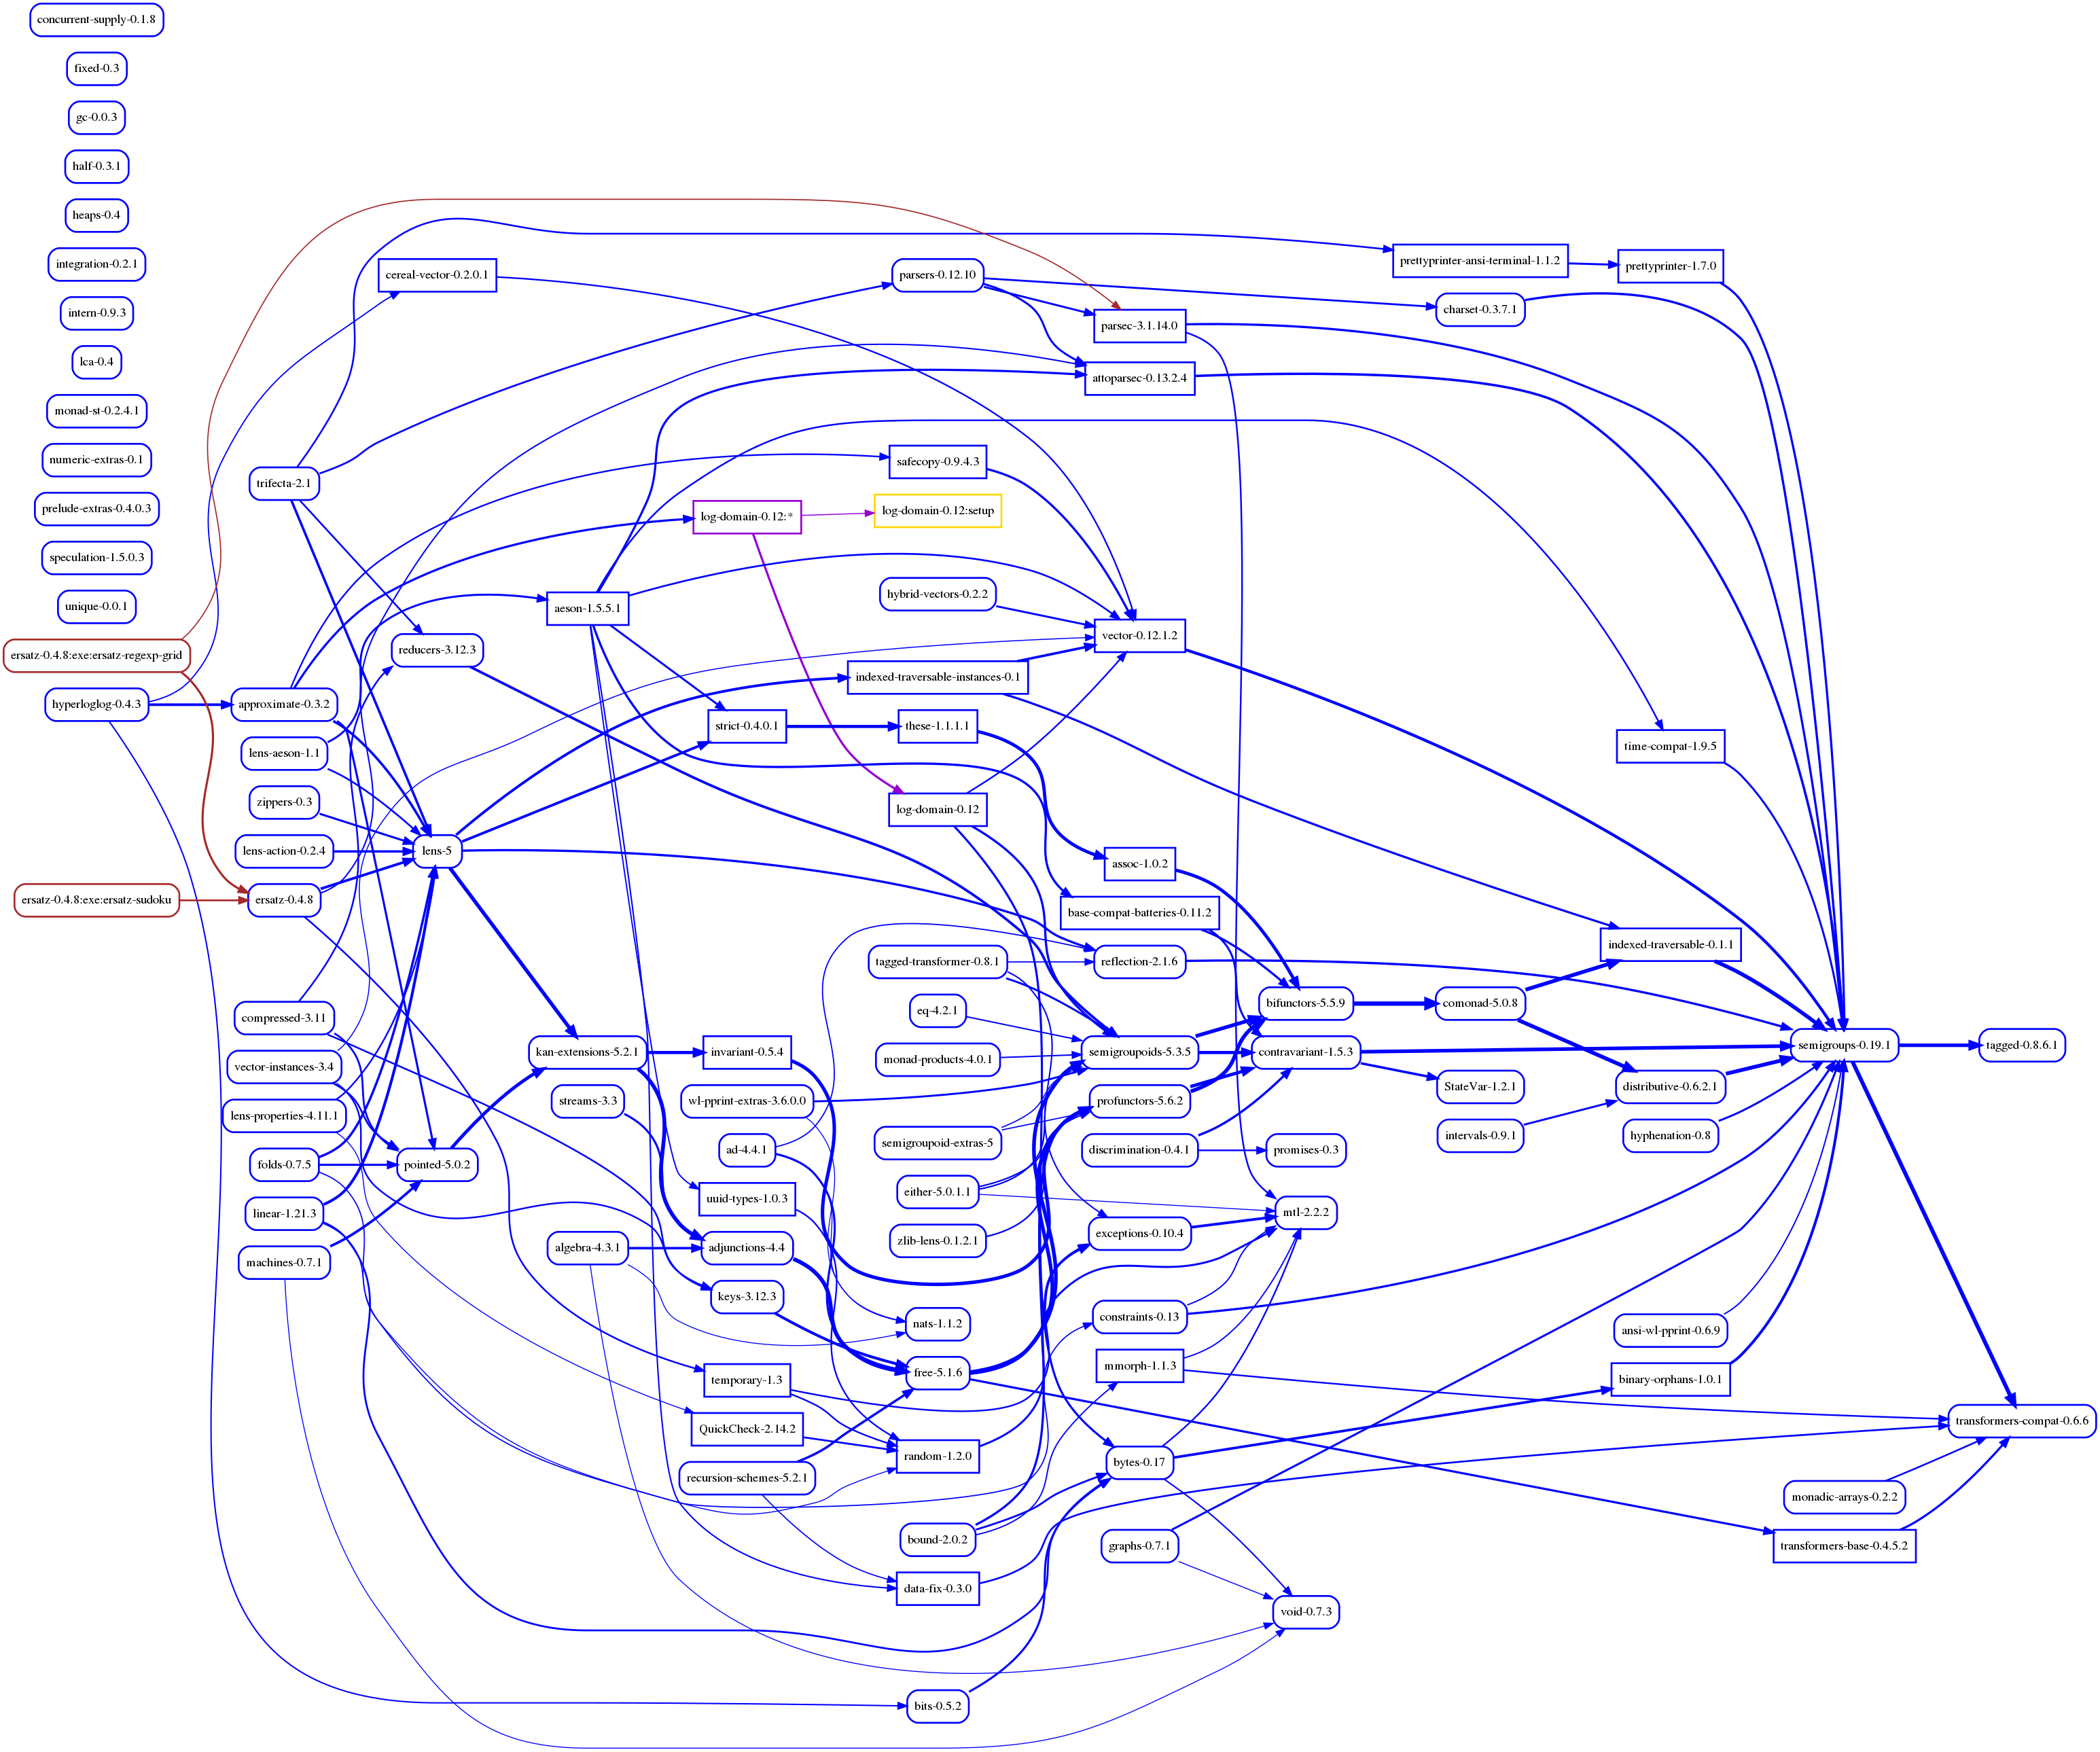 concurrent-supply-0.1.8
fixed-0.3
gc-0.0.3
half-0.3.1
heaps-0.4
integration-0.2.1
intern-0.9.3
lca-0.4
monad-st-0.2.4.1
numeric-extras-0.1
prelude-extras-0.4.0.3
speculation-1.5.0.3
unique-0.0.1
ersatz-0.4.8:exe:ersatz-regexp-grid
hyperloglog-0.4.3
ersatz-0.4.8:exe:ersatz-sudoku
trifecta-2.1
approximate-0.3.2
lens-aeson-1.1
zippers-0.3
lens-action-0.2.4
ersatz-0.4.8
compressed-3.11
vector-instances-3.4
lens-properties-4.11.1
folds-0.7.5
linear-1.21.3
machines-0.7.1
cereal-vector-0.2.0.1
reducers-3.12.3
lens-5
pointed-5.0.2
aeson-1.5.5.1
kan-extensions-5.2.1
streams-3.3
algebra-4.3.1
log-domain-0.12:*
strict-0.4.0.1
invariant-0.5.4
wl-pprint-extras-3.6.0.0
ad-4.4.1
uuid-types-1.0.3
adjunctions-4.4
keys-3.12.3
temporary-1.3
QuickCheck-2.14.2
recursion-schemes-5.2.1
parsers-0.12.10
safecopy-0.9.4.3
log-domain-0.12:setup
hybrid-vectors-0.2.2
indexed-traversable-instances-0.1
these-1.1.1.1
log-domain-0.12
tagged-transformer-0.8.1
eq-4.2.1
monad-products-4.0.1
semigroupoid-extras-5
either-5.0.1.1
zlib-lens-0.1.2.1
nats-1.1.2
free-5.1.6
random-1.2.0
bound-2.0.2
data-fix-0.3.0
bits-0.5.2
parsec-3.1.14.0
attoparsec-0.13.2.4
vector-0.12.1.2
assoc-1.0.2
base-compat-batteries-0.11.2
reflection-2.1.6
semigroupoids-5.3.5
profunctors-5.6.2
discrimination-0.4.1
exceptions-0.10.4
constraints-0.13
mmorph-1.1.3
bytes-0.17
graphs-0.7.1
bifunctors-5.5.9
contravariant-1.5.3
promises-0.3
mtl-2.2.2
void-0.7.3
prettyprinter-ansi-terminal-1.1.2
charset-0.3.7.1
comonad-5.0.8
StateVar-1.2.1
intervals-0.9.1
prettyprinter-1.7.0
time-compat-1.9.5
indexed-traversable-0.1.1
distributive-0.6.2.1
hyphenation-0.8
ansi-wl-pprint-0.6.9
binary-orphans-1.0.1
semigroups-0.19.1
monadic-arrays-0.2.2
transformers-base-0.4.5.2
tagged-0.8.6.1
transformers-compat-0.6.6